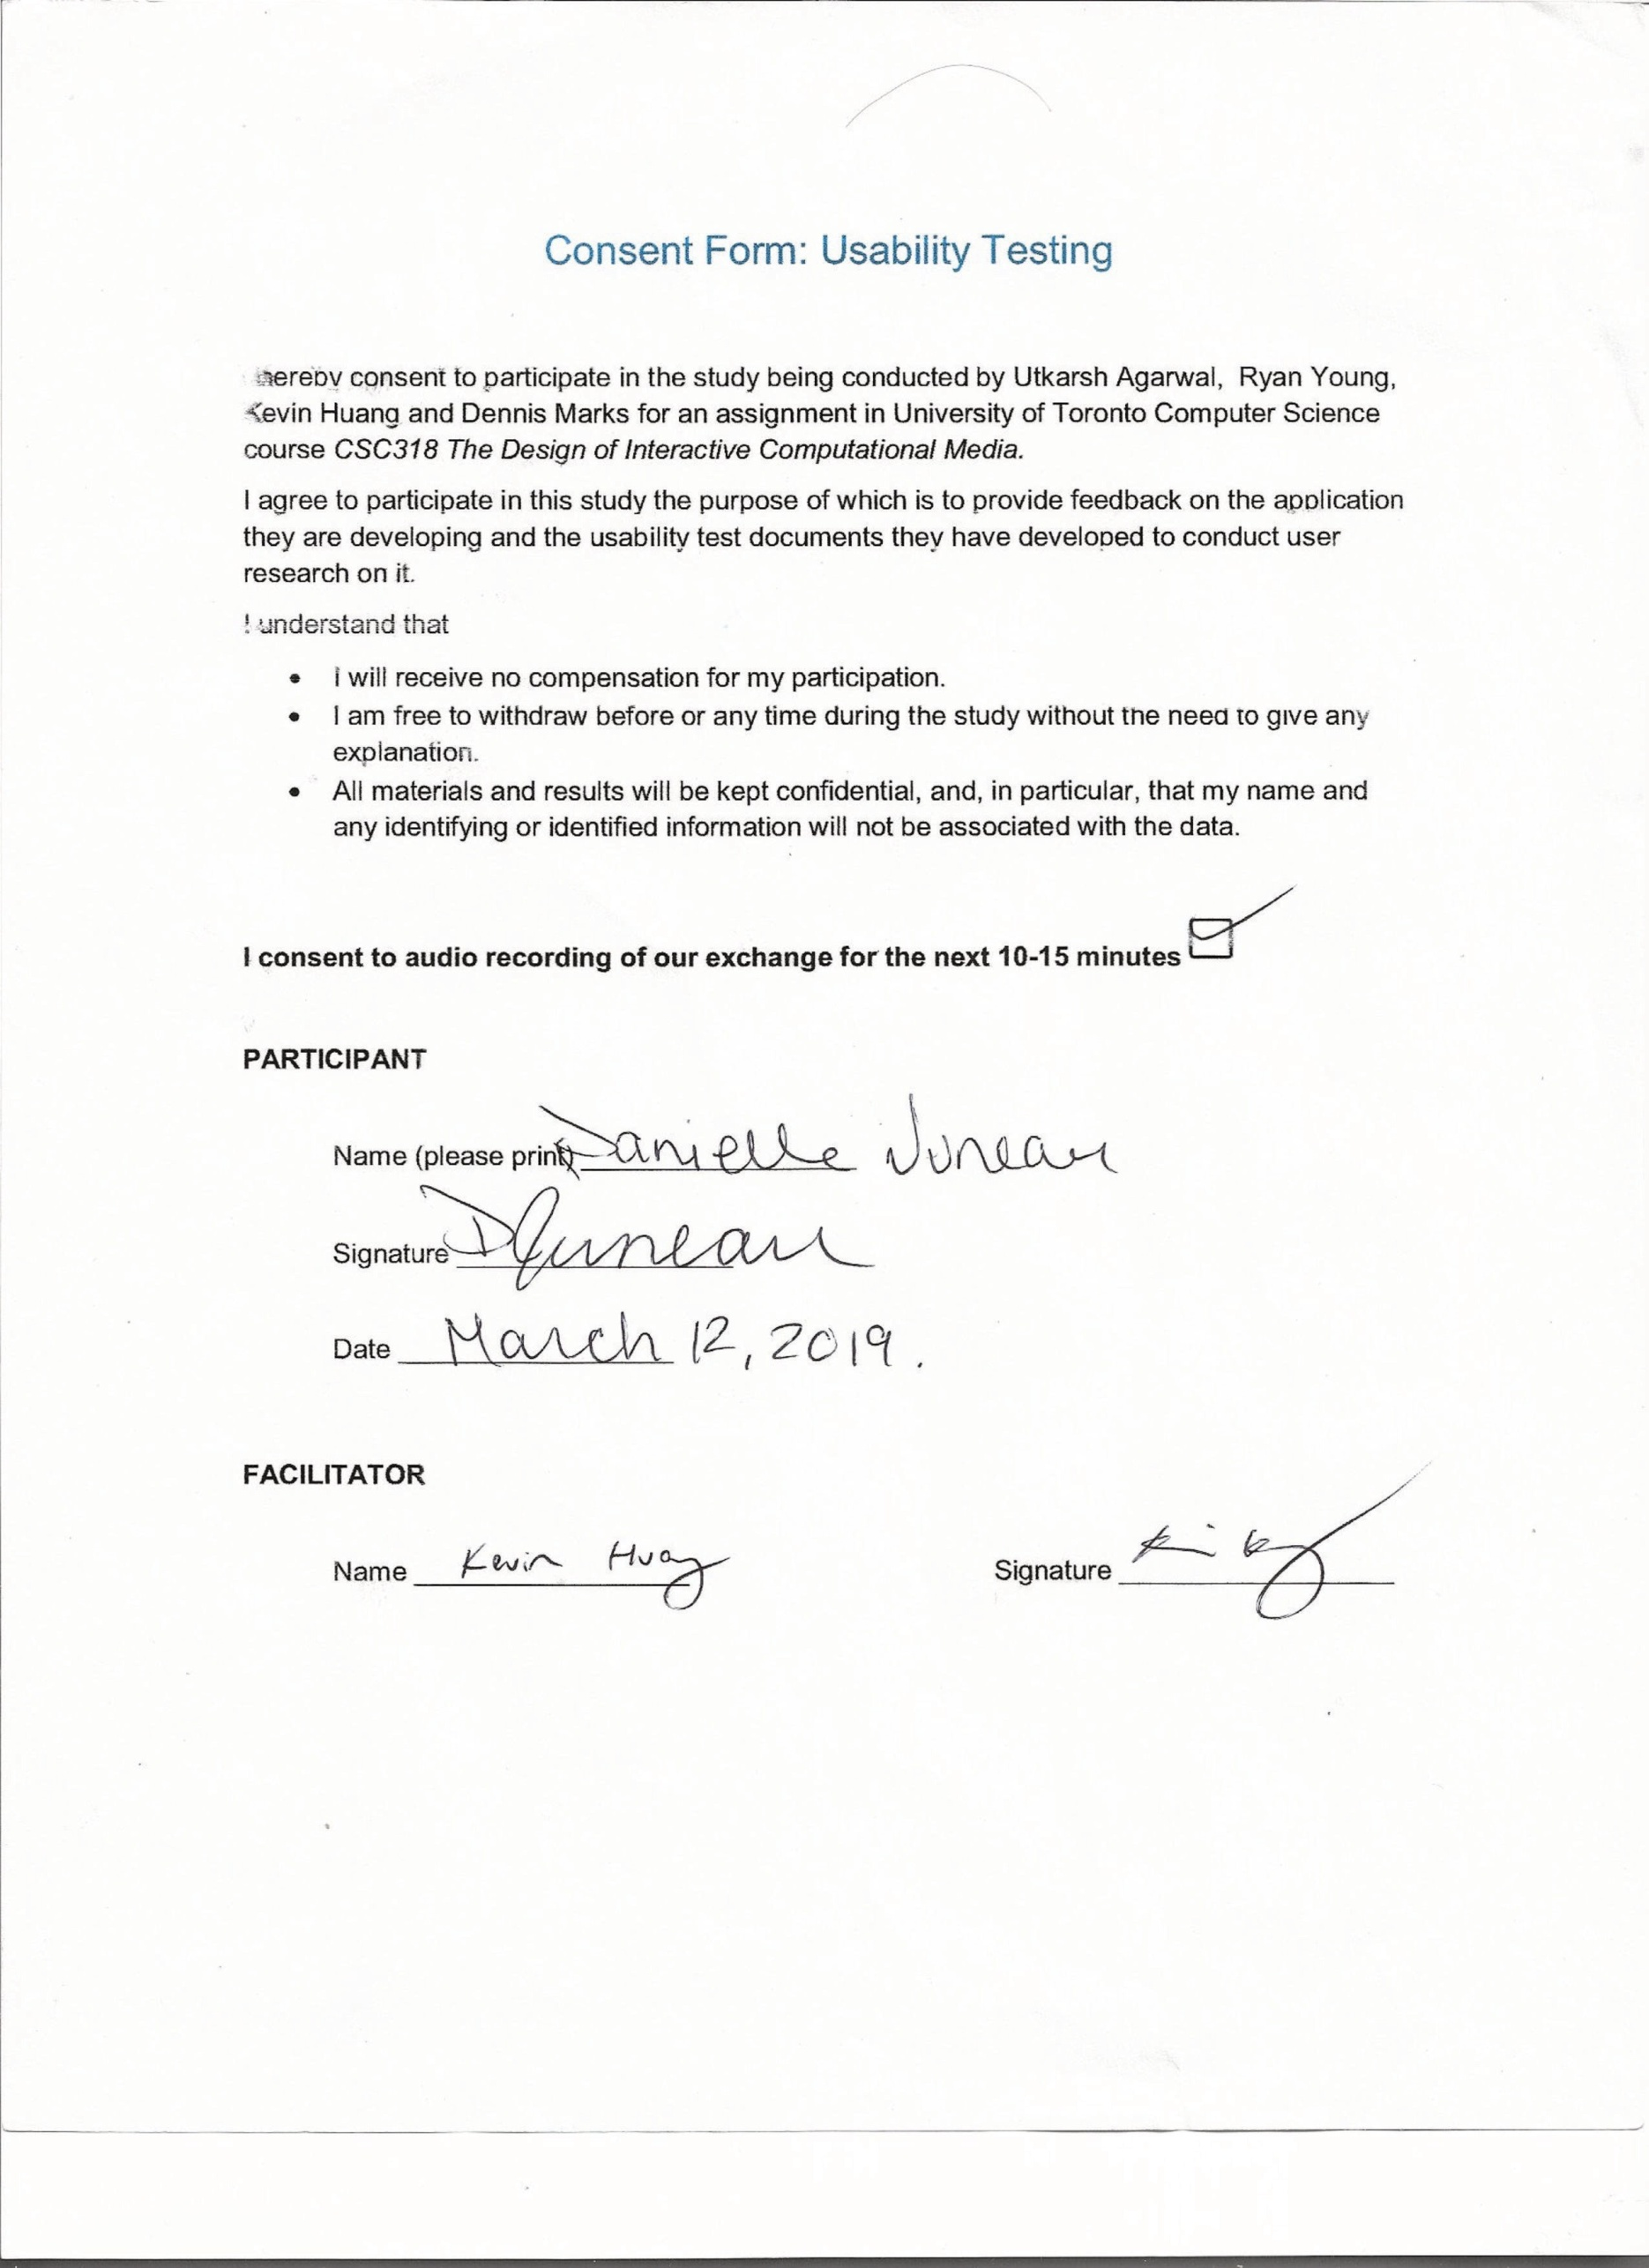 Consent Form: Usability Testing
hereby consent to participate in the study being conducted by Utkarsh Agarwal, Ryan Young,
Kevin Huang and Dennis Marks for an assignment in University of Toronto Computer Science
course CSC318 The Design of Interactive Computational Media.
I agree to participate in this study the purpose of which is to provide feedback on the application
they are developing and the usability test documents they have developed to conduct user
research on it.
I understand that
• I will receive no compensation for my participation.
• I am free to withdraw before or any time during the study without the need to give any
explanation.
• All materials and results will be kept confidential, and, in particular, that my name and
any identifying or identified information will not be associated with the data.
I consent to audio recording of our exchange for the next 10-15 minutes
PARTICIPANT
Name (please print) Danielle Juneau
Signature DJuneau
Date March 12, 2019.
FACILITATOR
Name Kevin Huang Signature